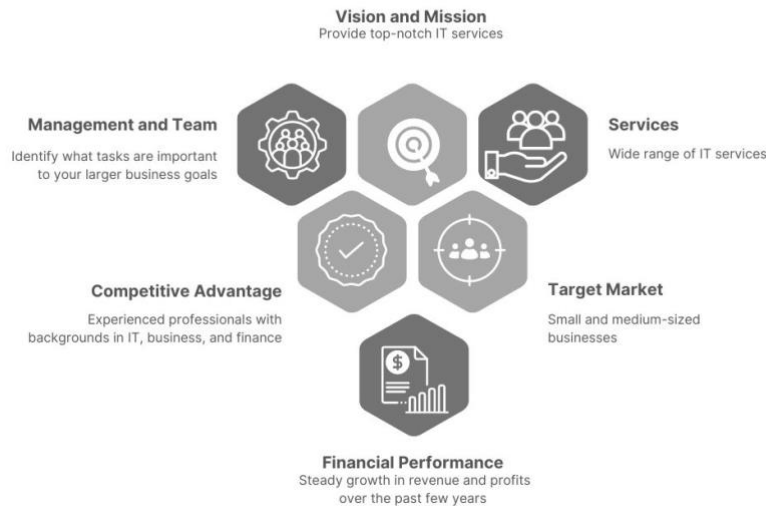 Vision and Mission
Provide top-notch IT services
Management and Team
Identify what tasks are important
to your larger business goals
Services
Wide range of IT services
Competitive Advantage
Experienced professionals with
backgrounds in IT, business, and finance
Target Market
Small and medium-sized
businesses
$
Financial Performance
Steady growth in revenue and profits
over the past few years